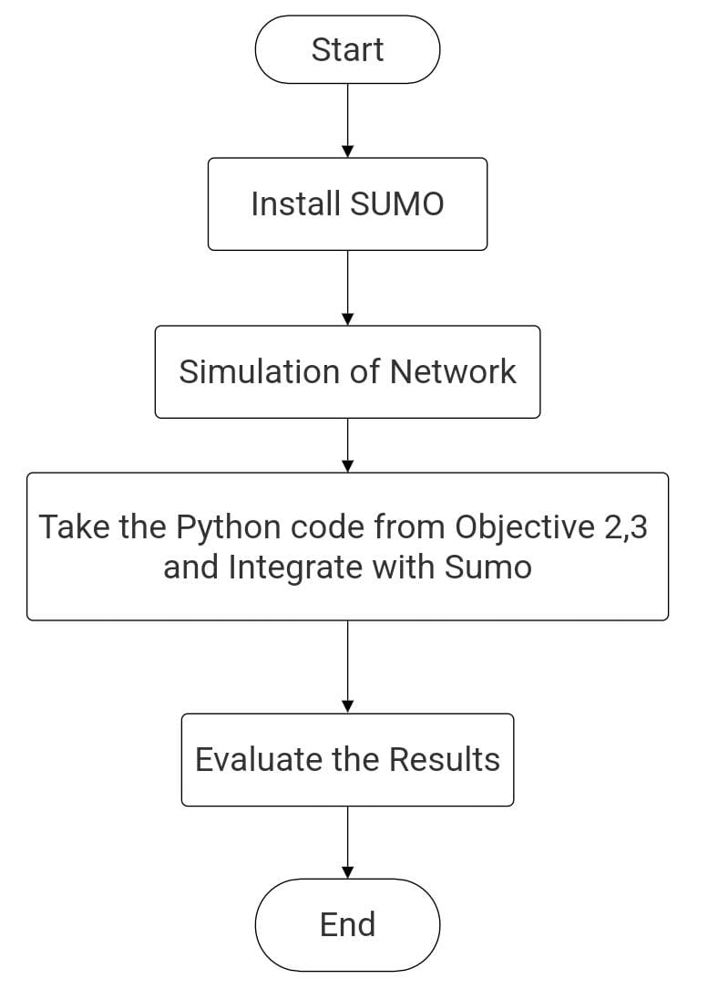 Start
Install SUMO
Simulation of Network
Take the Python code from Objective 2,3
and Integrate with Sumo
Evaluate the Results
End